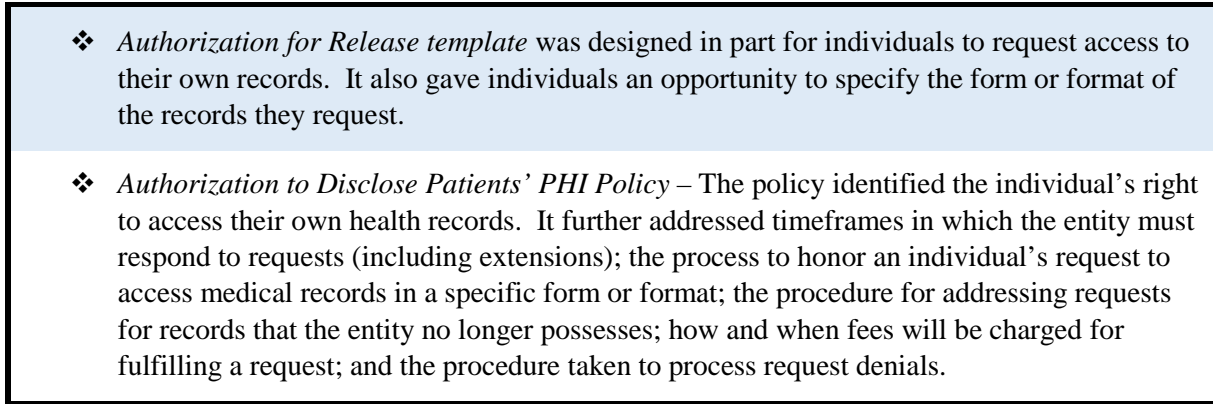 ❖ Authorization for Release template was designed in part for individuals to request access to
their own records.  It also gave individuals an opportunity to specify the form or format of
the records they request.
❖ Authorization to Disclose Patients’ PHI Policy – The policy identified the individual’s right
to access their own health records.  It further addressed timeframes in which the entity must
respond to requests (including extensions); the process to honor an individual’s request to
access medical records in a specific form or format; the procedure for addressing requests
for records that the entity no longer possesses; how and when fees will be charged for
fulfilling a request; and the procedure taken to process request denials.